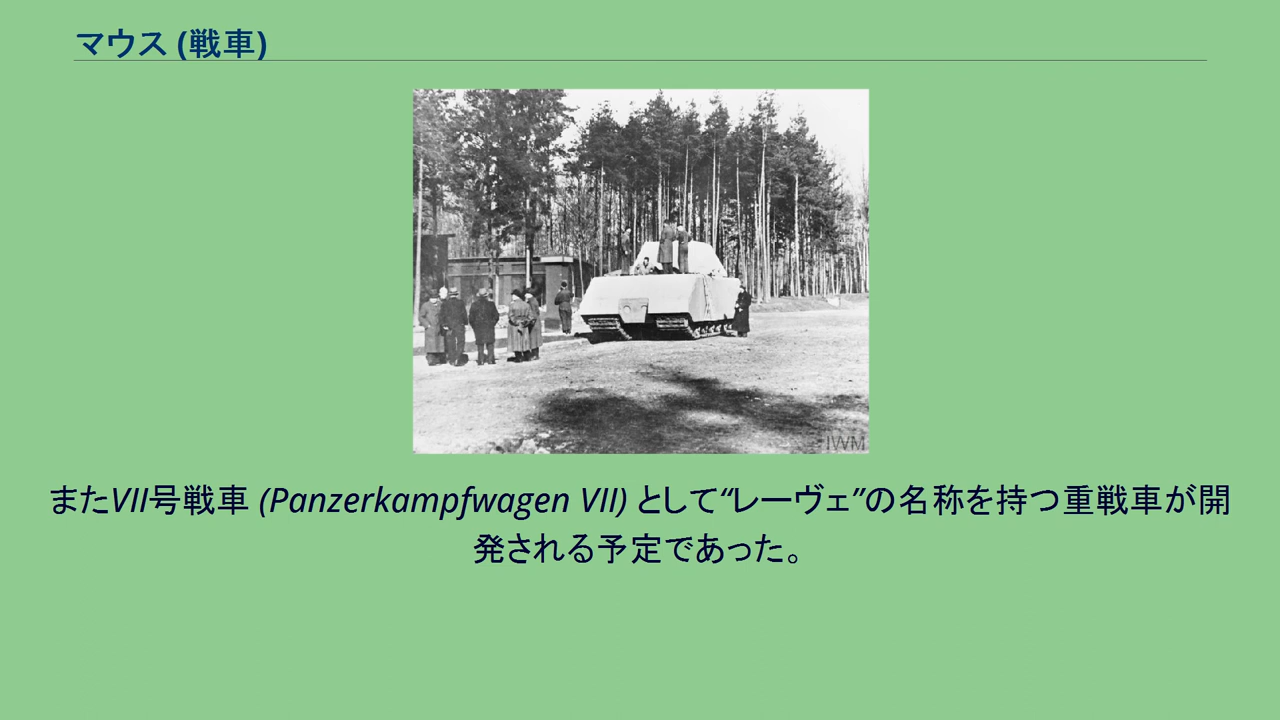 マウス (戦車)
IWM
またVII号戦車 (Panzerkampfwagen VII) として“レーヴェ”の名称を持つ重戦車が開
発される予定であった。